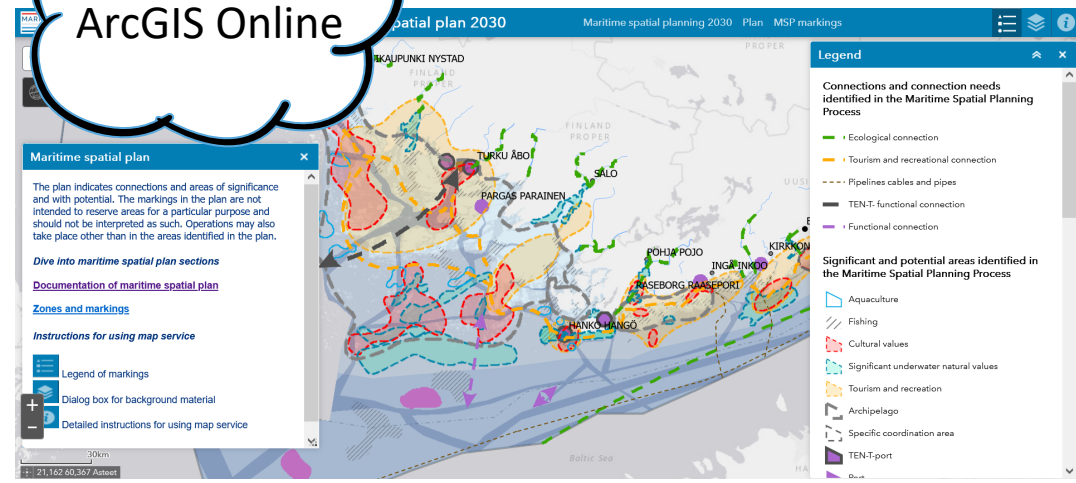 ArcGIS Online
MAR
spatial plan 2030
Maritime spatial planning 2030 Plan MSP markings
Maritime spatial plan
The plan indicates connections and areas of significance
and with potential. The markings in the plan are not
intended to reserve areas for a particular purpose and
should not be interpreted as such. Operations may also
take place other than in the areas identified in the plan.
Dive into maritime spatial plan sections
Documentation of maritime spatial plan
Zones and markings
Instructions for using map service
Legend of markings
Dialog box for background material
Detailed instructions for using map service
30km
21,162 60,367 Asteet
IKAUPUNKI NYSTAD
FINLAND
PROPER
PROPER
FINLAND
PROPER
TURKU ÅBO
SALO
PARGAS PARAINEN
UUSI
POHJA POJO
KIRKKON
INGÅ INKOO
RASEBORG RAASEPORI
HANKO HANGÖ
Baltic Sea
HA
Legend
Connections and connection needs
identified in the Maritime Spatial Planning
Process
Ecological connection
Tourism and recreational connection
Pipelines cables and pipes
TEN-T- functional connection
Functional connection
Significant and potential areas identified in
the Maritime Spatial Planning Process
Aquaculture
Fishing
Cultural values
Significant underwater natural values
Tourism and recreation
Archipelago
Specific coordination area
TEN-T-port
Port